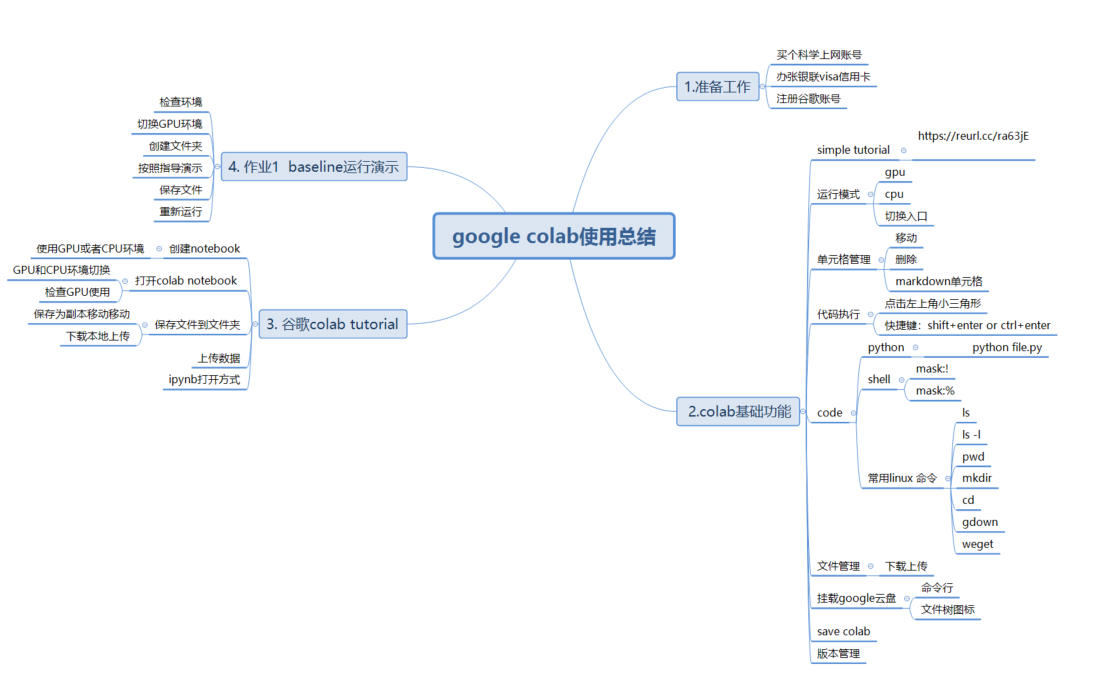 google colab使用总结
1.准备工作
买个科学上网账号
办张银联visa信用卡
注册谷歌账号
2.colab基础功能
simple tutorial
https://reurl.cc/ra63jE
运行模式
gpu
cpu
切换入口
单元格管理
移动
删除
markdown单元格
代码执行
点击左上角小三角形
快捷键：shift+enter or ctrl+enter
code
python
python file.py
shell
mask:!
mask:%
常用linux 命令
ls
ls -l
pwd
mkdir
cd
gdown
weget
文件管理
下载上传
挂载google云盘
命令行
文件树图标
save colab
版本管理
3. 谷歌colab tutorial
创建notebook
使用GPU或者CPU环境
打开colab notebook
GPU和CPU环境切换
检查GPU使用
保存文件到文件夹
保存为副本移动移动
下载本地上传
上传数据
ipynb打开方式
4. 作业1 baseline运行演示
检查环境
切换GPU环境
创建文件夹
按照指导演示
保存文件
重新运行